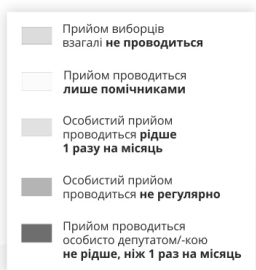 Прийом виборців
взагалі не проводиться
Прийом проводиться
лише помічниками
Особистий прийом
проводиться рідше
1 разу на місяць
Особистий прийом
проводиться не регулярно
Прийом проводиться
особисто депутатом/-кою
не рідше, ніж 1 раз на місяць